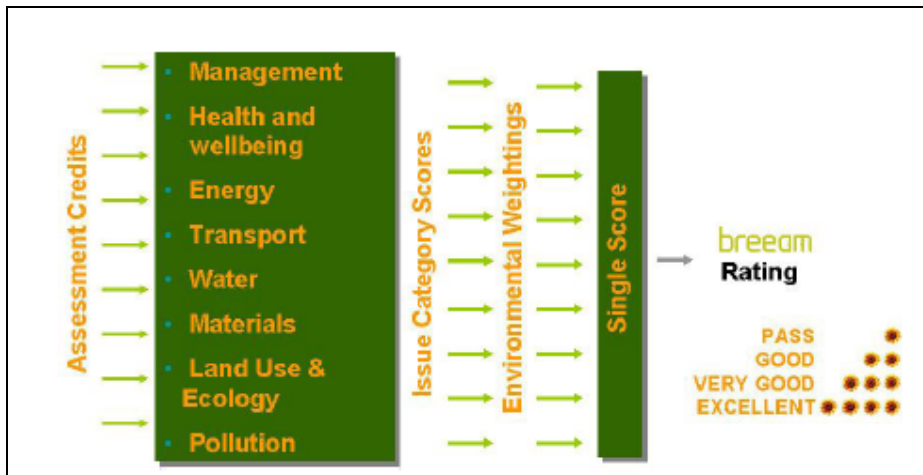 Assessment Credits
• Management
• Health and
wellbeing
• Energy
• Transport
• Water
• Materials
• Land Use &
Ecology
• Pollution
Issue Category Scores
Environmental Weightings
Single Score
breeam
Rating
PASS
GOOD
VERY GOOD
EXCELLENT